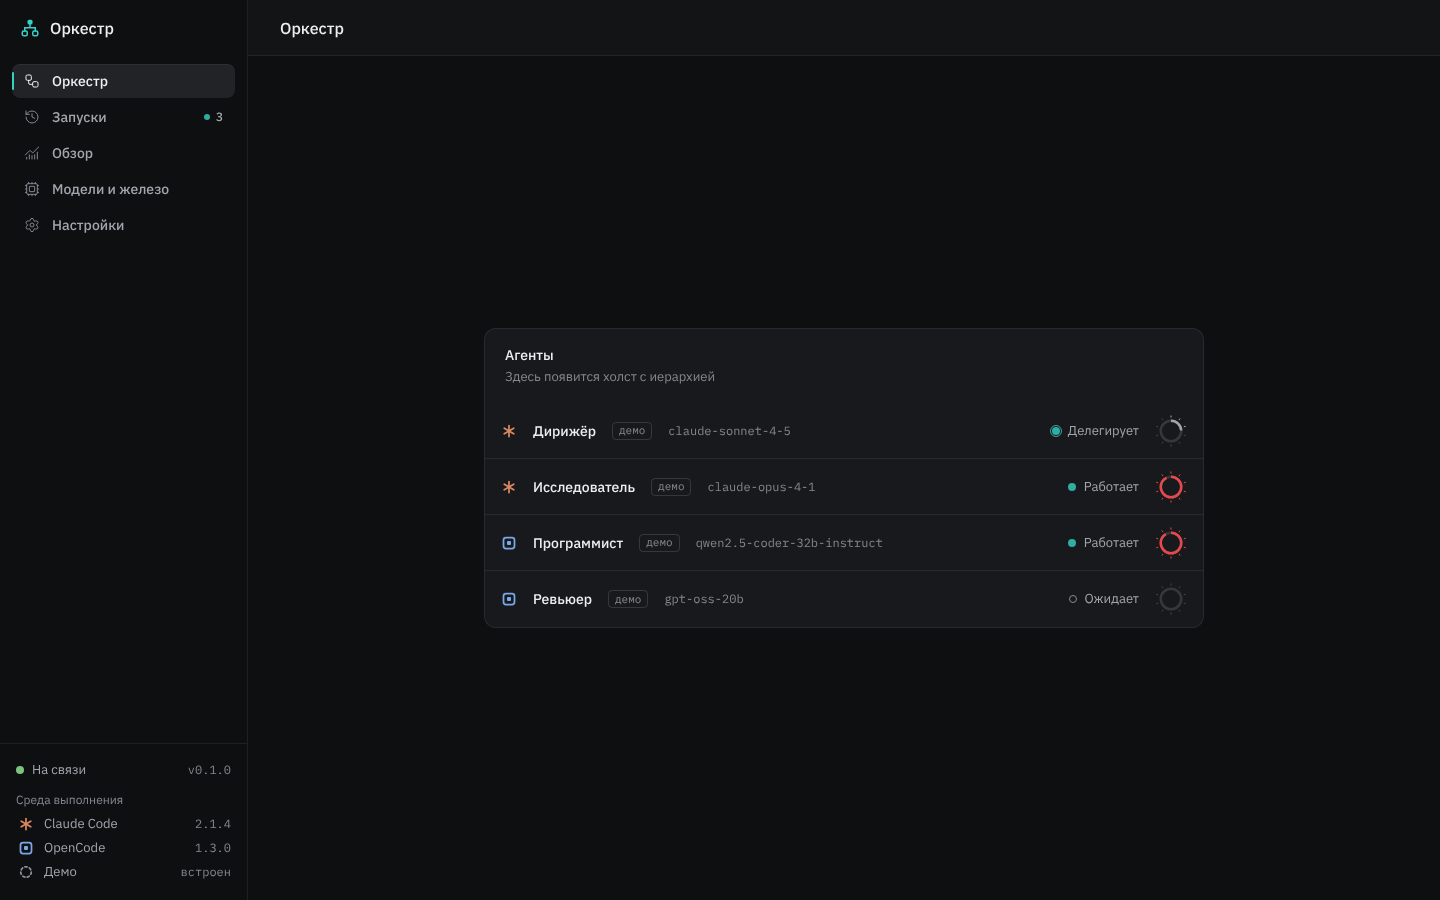 Оркестр
Оркестр
Оркестр
Запуски 3
Обзор
Модели и железо
Настройки
Агенты
Здесь появится холст с иерархией
Дирижёр демо claude-sonnet-4-5 Делегирует
Исследователь демо claude-opus-4-1 Работает
Программист демо qwen2.5-coder-32b-instruct Работает
Ревьюер демо gpt-oss-20b Ожидает
На связи v0.1.0
Среда выполнения
Claude Code 2.1.4
OpenCode 1.3.0
Демо встроен